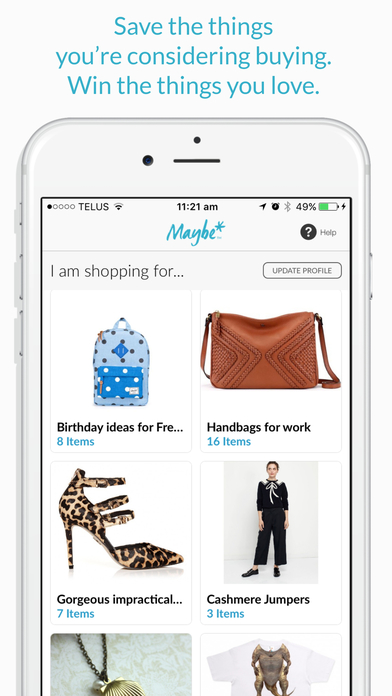 Save the things
you’re considering buying.
Win the things you love.
TELUS 11:21 am 49%
Maybe*
? Help
I am shopping for...
UPDATE PROFILE
Birthday ideas for Fre...
8 Items
Handbags for work
16 Items
Gorgeous impractical...
7 Items
Cashmere Jumpers
3 Items